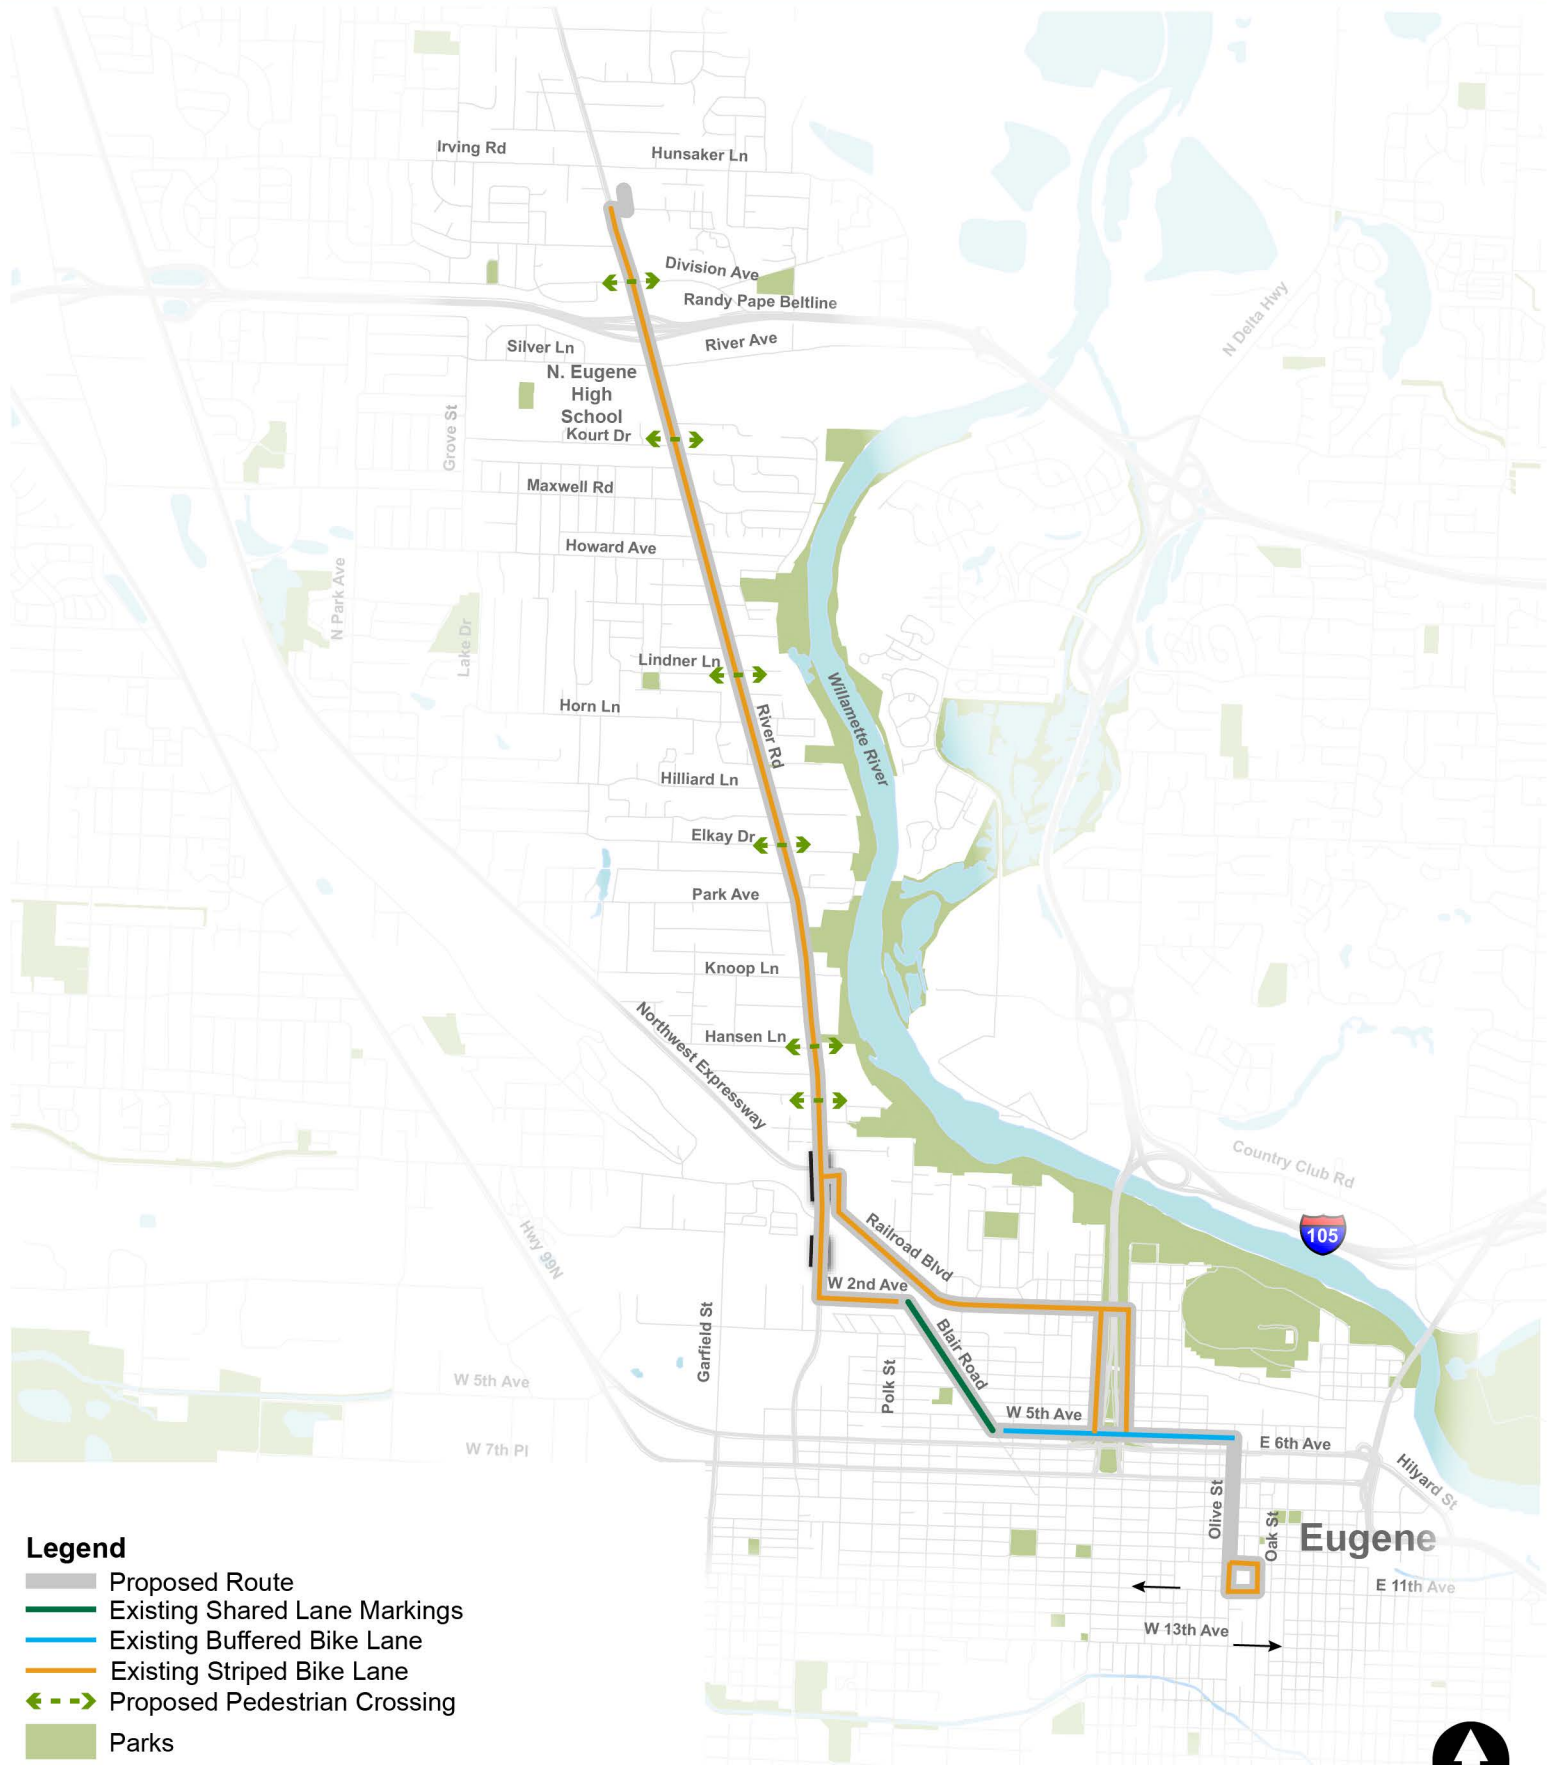 Irving Rd
Hunsaker Ln
Division Ave
Randy Pape Beltline
N Delta Hwy
Silver Ln
River Ave
N. Eugene
High
School
Kourt Dr
Grove St
Maxwell Rd
Howard Ave
N Park Ave
Lake Dr
Lindner Ln
Horn Ln
River Rd
Willamette River
Hilliard Ln
Elkay Dr
Park Ave
Knoop Ln
Hansen Ln
Northwest Expressway
Country Club Rd
Hwy 99N
Railroad Blvd
105
W 2nd Ave
Garfield St
Blair Road
Polk St
W 5th Ave
W 5th Ave
W 7th Pl
E 6th Ave
Hilyard St
Olive St
Oak St
Eugene
E 11th Ave
W 13th Ave
Legend
Proposed Route
Existing Shared Lane Markings
Existing Buffered Bike Lane
Existing Striped Bike Lane
Proposed Pedestrian Crossing
Parks